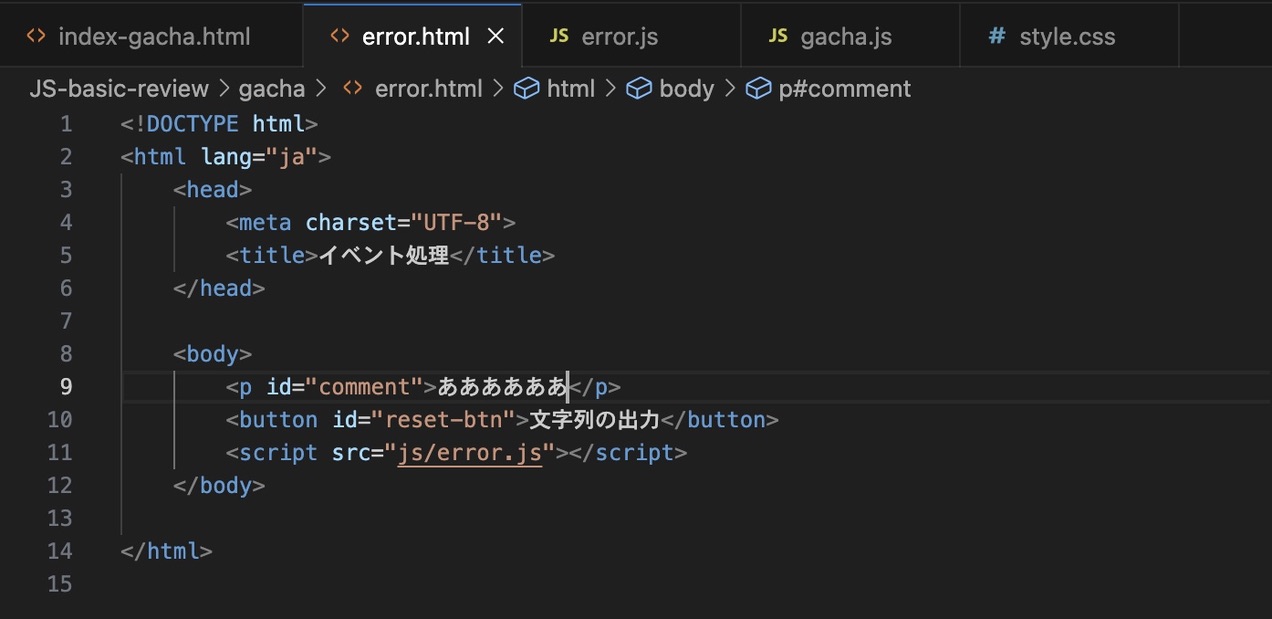 index-gacha.html error.html JS error.js JS gacha.js # style.css
JS-basic-review > gacha > error.html > html > body > p#comment
1 <!DOCTYPE html>
2 <html lang="ja">
3 <head>
4 <meta charset="UTF-8">
5 <title>イベント処理</title>
6 </head>
7
8 <body>
9 <p id="comment">ああああああ</p>
10 <button id="reset-btn">文字列の出力</button>
11 <script src="js/error.js"></script>
12 </body>
13
14 </html>
15